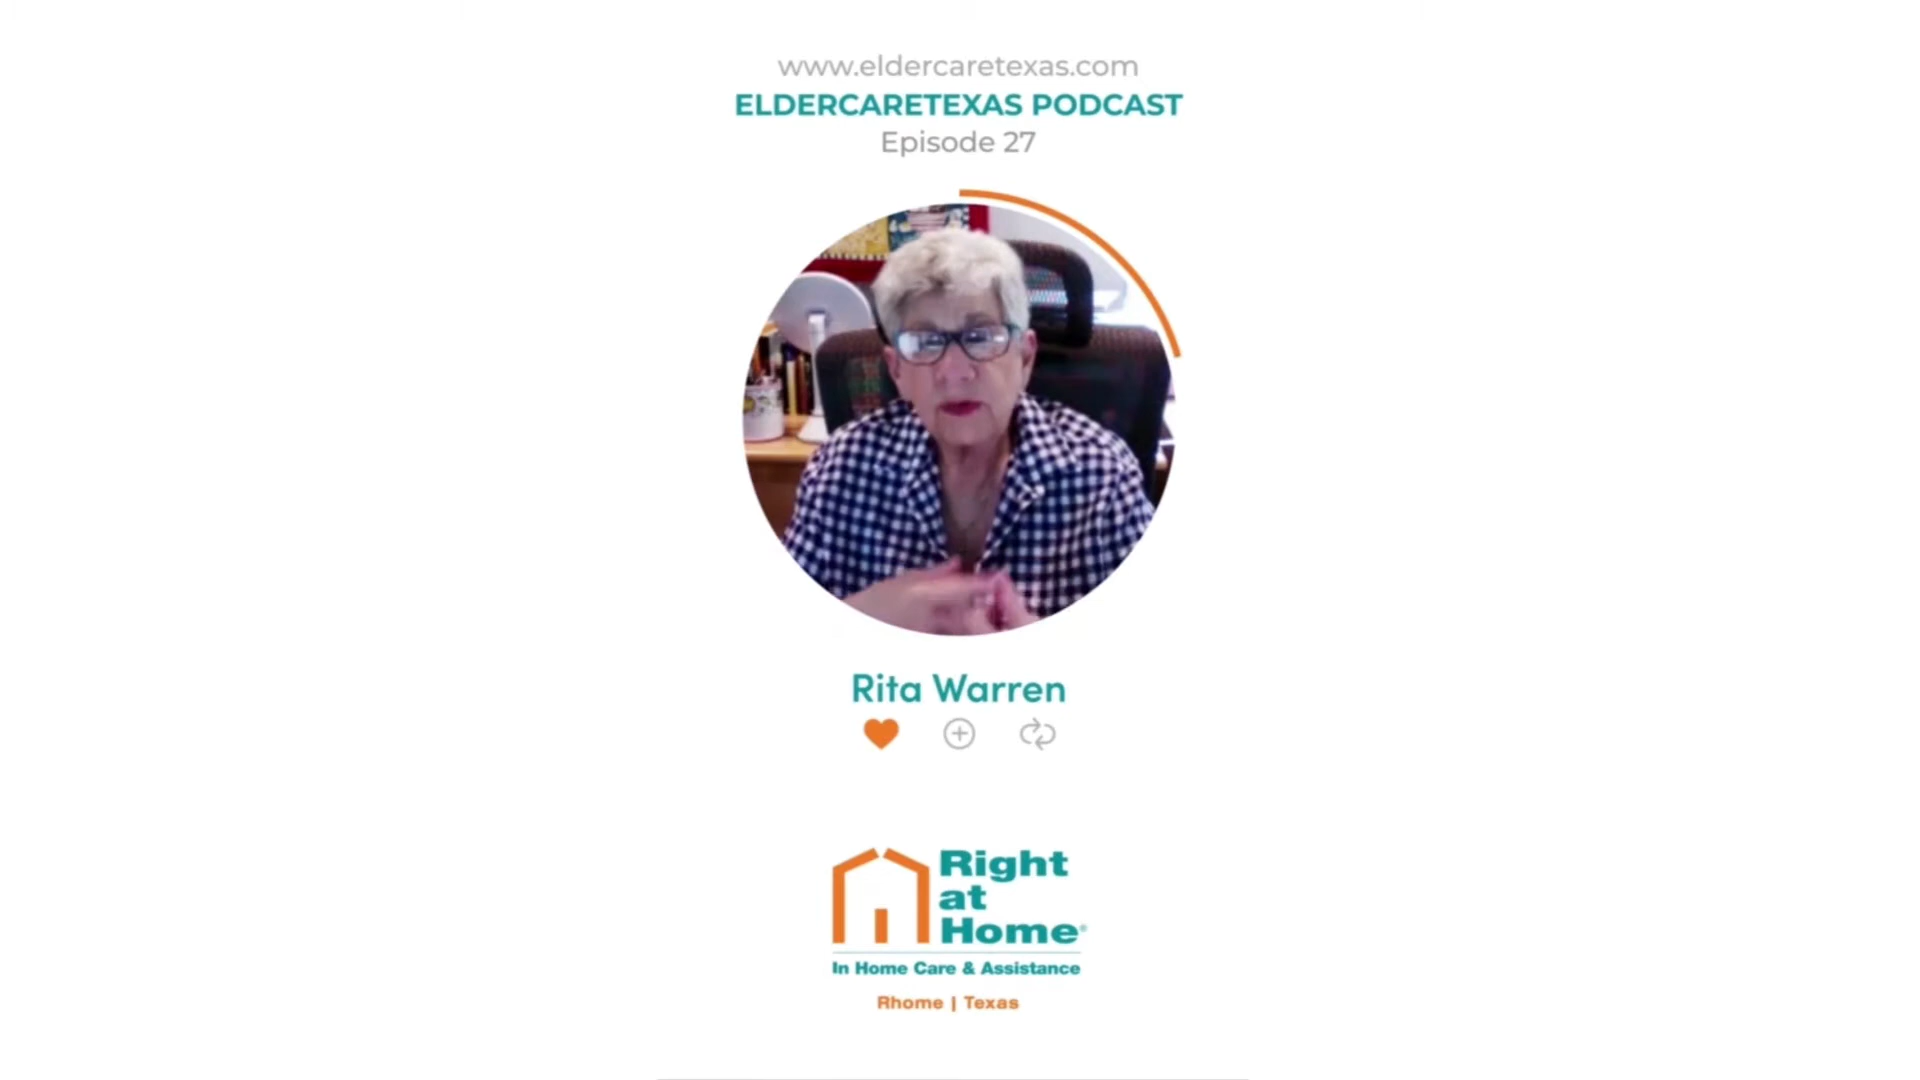 www.eldercaretexas.com
ELDERCARETEXAS PODCAST
Episode 27
Rita Warren
Right
at
Home®
In Home Care & Assistance
Rhome | Texas